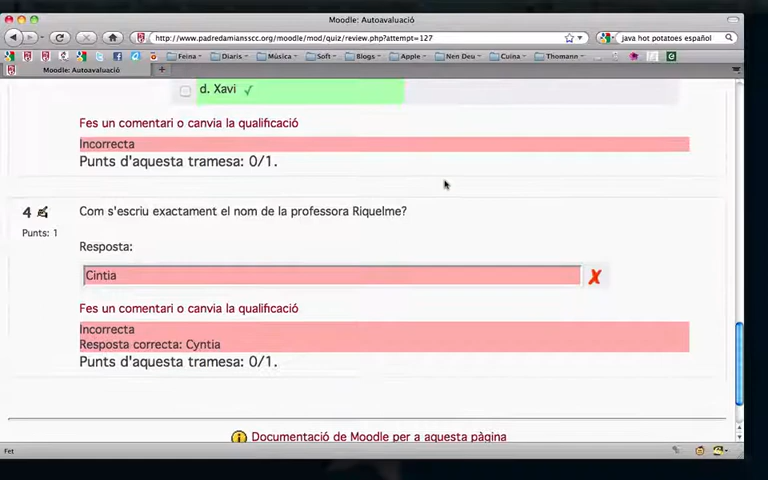 Moodle: Autoavaluació
http://www.padredamiansscc.org/moodle/mod/quiz/review.php?attempt=127
java hot potatoes español
Feina
Diaris
Música
Soft
Blogs
Apple
Nen Deu
Cuina
Thomann
Moodle: Autoavaluació
d. Xavi
Fes un comentari o canvia la qualificació
Incorrecta
Punts d'aquesta tramesa: 0/1.
4
Com s'escriu exactament el nom de la professora Riquelme?
Punts: 1
Resposta:
Cintia
Fes un comentari o canvia la qualificació
Incorrecta
Resposta correcta: Cyntia
Punts d'aquesta tramesa: 0/1.
Documentació de Moodle per a aquesta pàgina
Fet